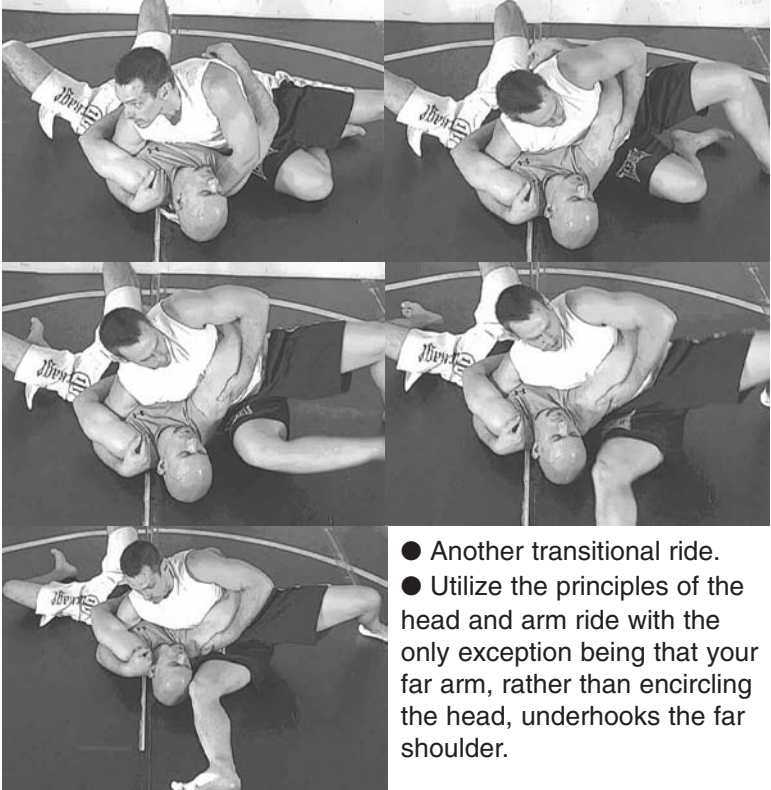 ● Another transitional ride.
● Utilize the principles of the
head and arm ride with the
only exception being that your
far arm, rather than encircling
the head, underhooks the far
shoulder.